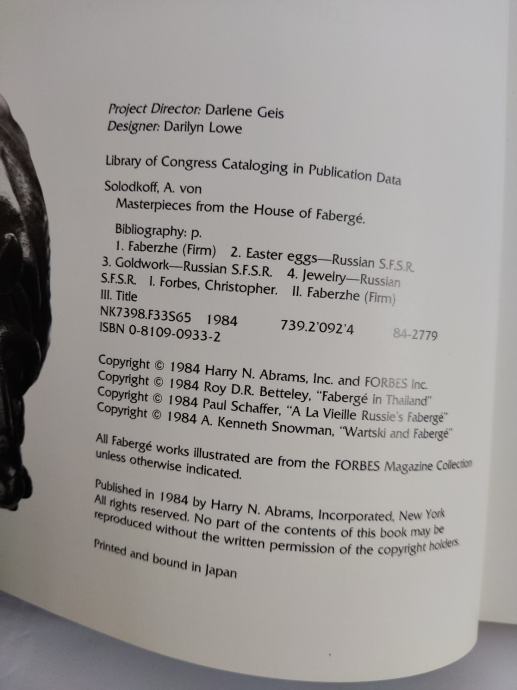 Project Director: Darlene Geis
Designer: Darilyn Lowe
Library of Congress Cataloging in Publication Data
Solodkoff, A. von
Masterpieces from the House of Fabergé.
Bibliography: p.
1. Faberzhe (Firm) 2. Easter eggs—Russian S.F.S.R.
3. Goldwork—Russian S.F.S.R. 4. Jewelry—Russian
S.F.S.R. I. Forbes, Christopher. II. Faberzhe (Firm)
III. Title
NK7398.F33S65 1984 739.2'092'4 84-2779
ISBN 0-8109-0933-2
Copyright © 1984 Harry N. Abrams, Inc. and FORBES Inc.
Copyright © 1984 Roy D.R. Betteley, "Fabergé in Thailand"
Copyright © 1984 Paul Schaffer, "A La Vieille Russie's Fabergé"
Copyright © 1984 A. Kenneth Snowman, "Wartski and Fabergé"
All Fabergé works illustrated are from the FORBES Magazine Collection
unless otherwise indicated.
Published in 1984 by Harry N. Abrams, Incorporated, New York
All rights reserved. No part of the contents of this book may be
reproduced without the written permission of the copyright holders.
Printed and bound in Japan